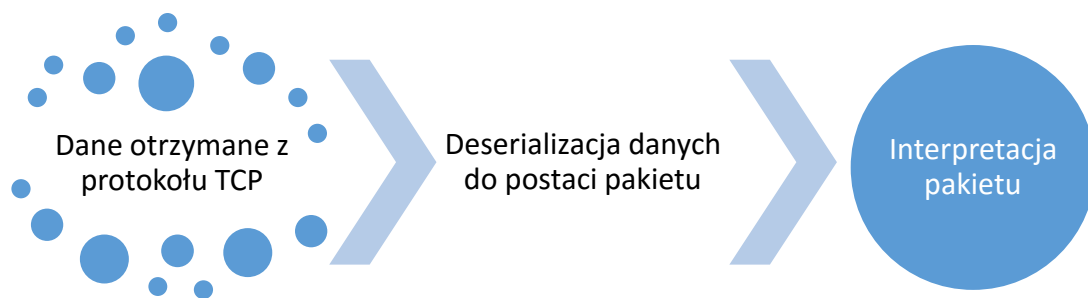 Dane otrzymane z
protokołu TCP
Deserializacja danych
do postaci pakietu
Interpretacja
pakietu